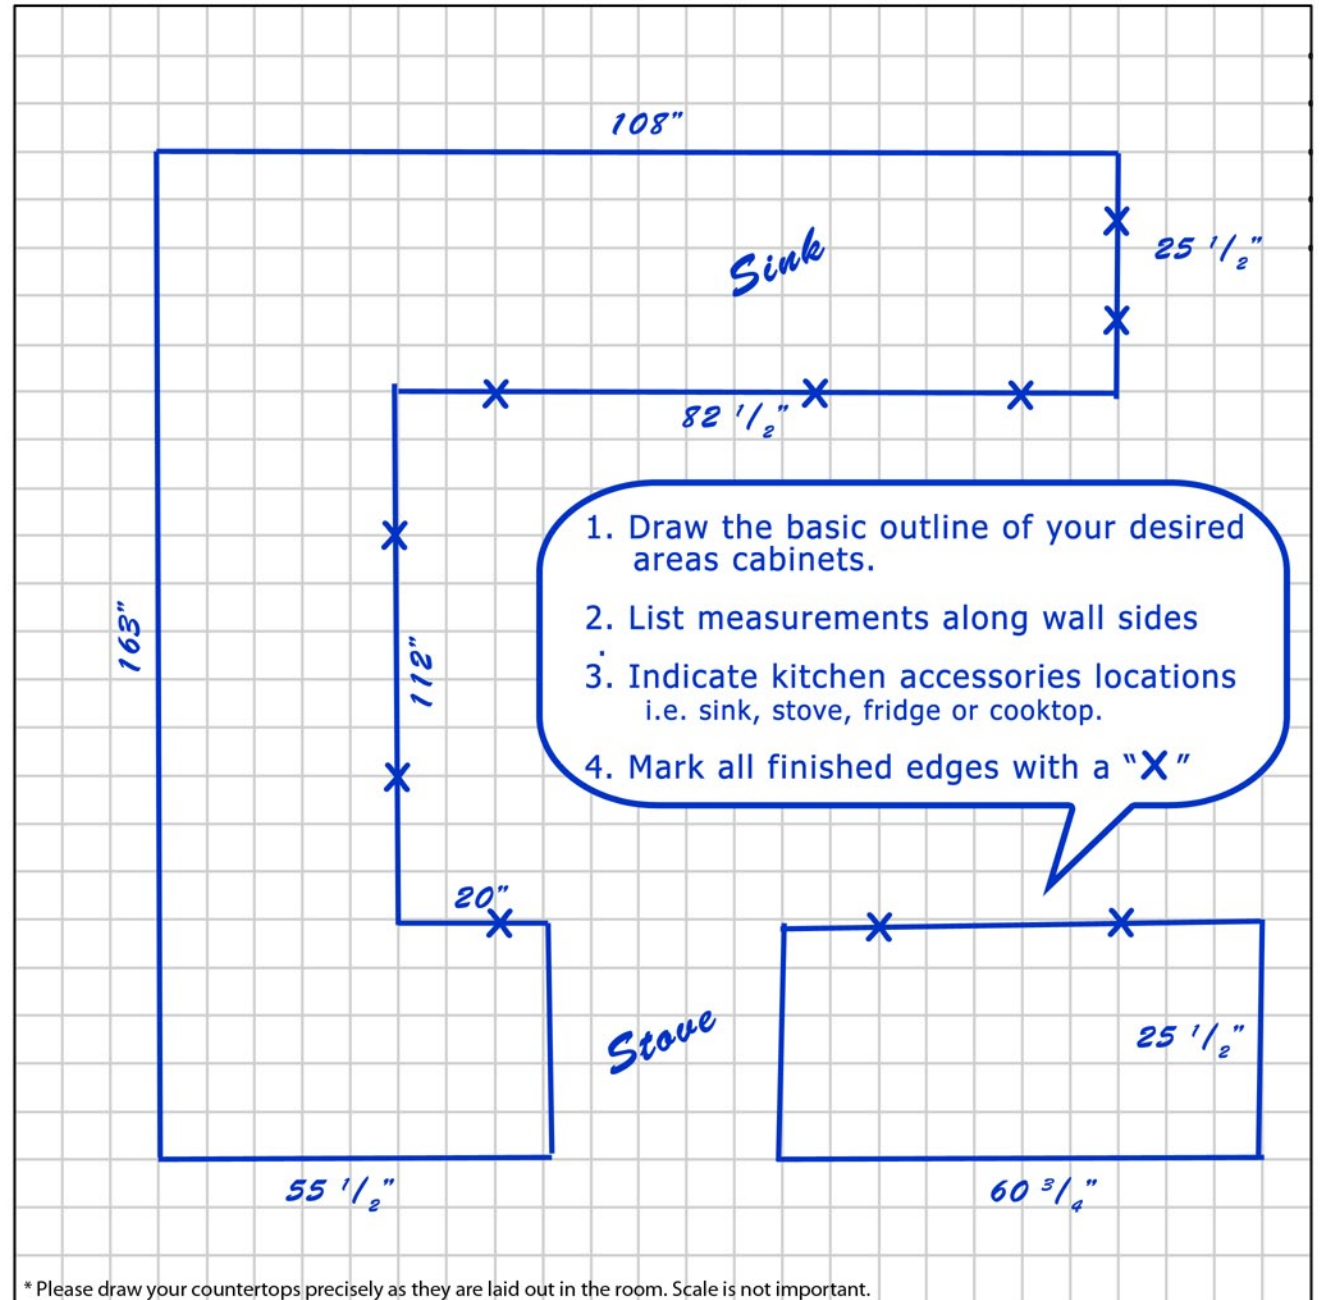 108"
Sink
25 1/2"
82 1/2"
163"
112"
1. Draw the basic outline of your desired
areas cabinets.
2. List measurements along wall sides
3. Indicate kitchen accessories locations
i.e. sink, stove, fridge or cooktop.
4. Mark all finished edges with a "X"
20"
Stove
25 1/2"
55 1/2"
60 3/4"
* Please draw your countertops precisely as they are laid out in the room. Scale is not important.